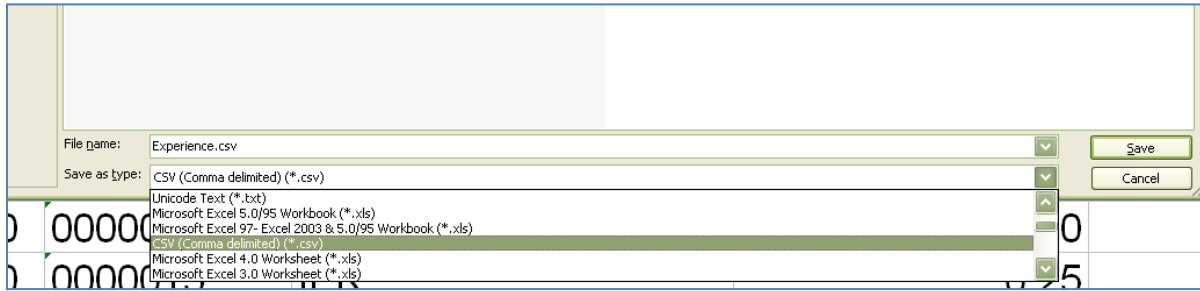 File name: Experience.csv Save
Save as type: CSV (Comma delimited) (*.csv) Cancel
Unicode Text (*.txt)
Microsoft Excel 5.0/95 Workbook (*.xls)
Microsoft Excel 97- Excel 2003 & 5.0/95 Workbook (*.xls)
CSV (Comma delimited) (*.csv)
Microsoft Excel 4.0 Worksheet (*.xls)
Microsoft Excel 3.0 Worksheet (*.xls)